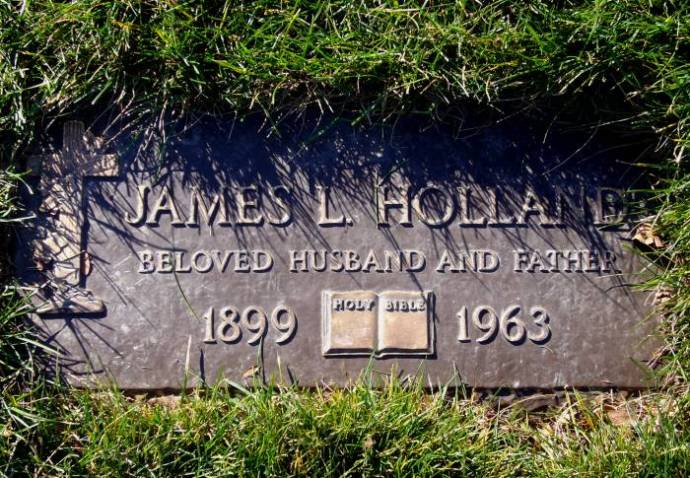 JAMES L. HOLLAND
BELOVED HUSBAND AND FATHER
HOLY BIBLE
1899 1963